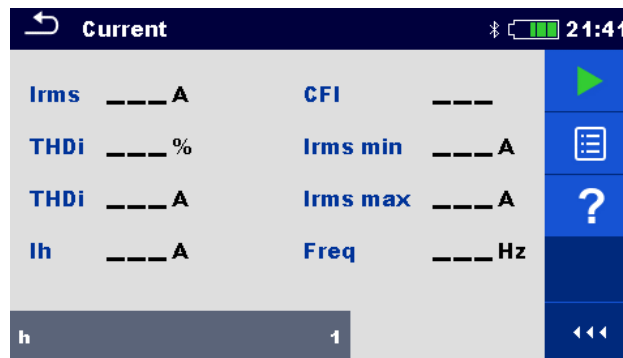 Current 21:41
Irms ___A CFI ___
THDi ___% Irms min ___A
THDi ___A Irms max ___A
Ih ___A Freq ___Hz
?
h 1